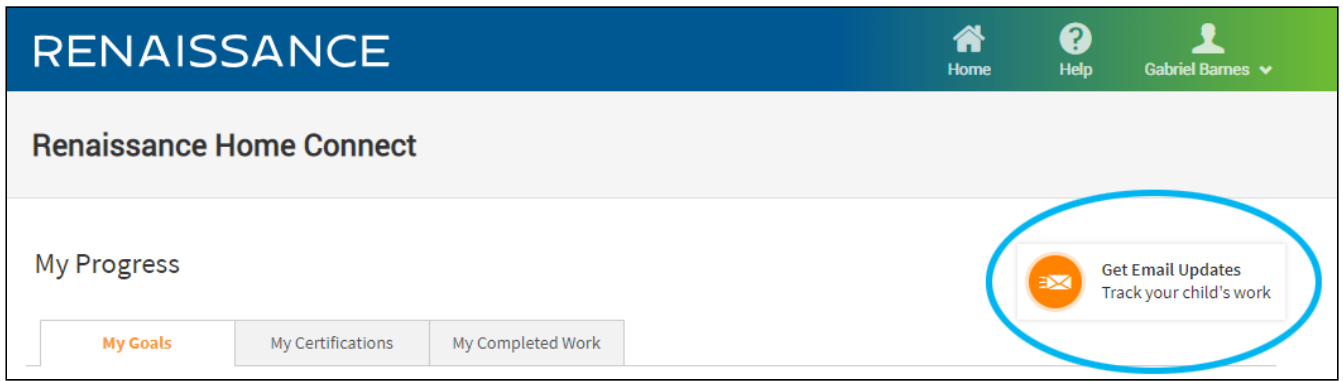 RENAISSANCE
Home
Help
Gabriel Barnes
Renaissance Home Connect
My Progress
Get Email Updates
Track your child's work
My Goals
My Certifications
My Completed Work